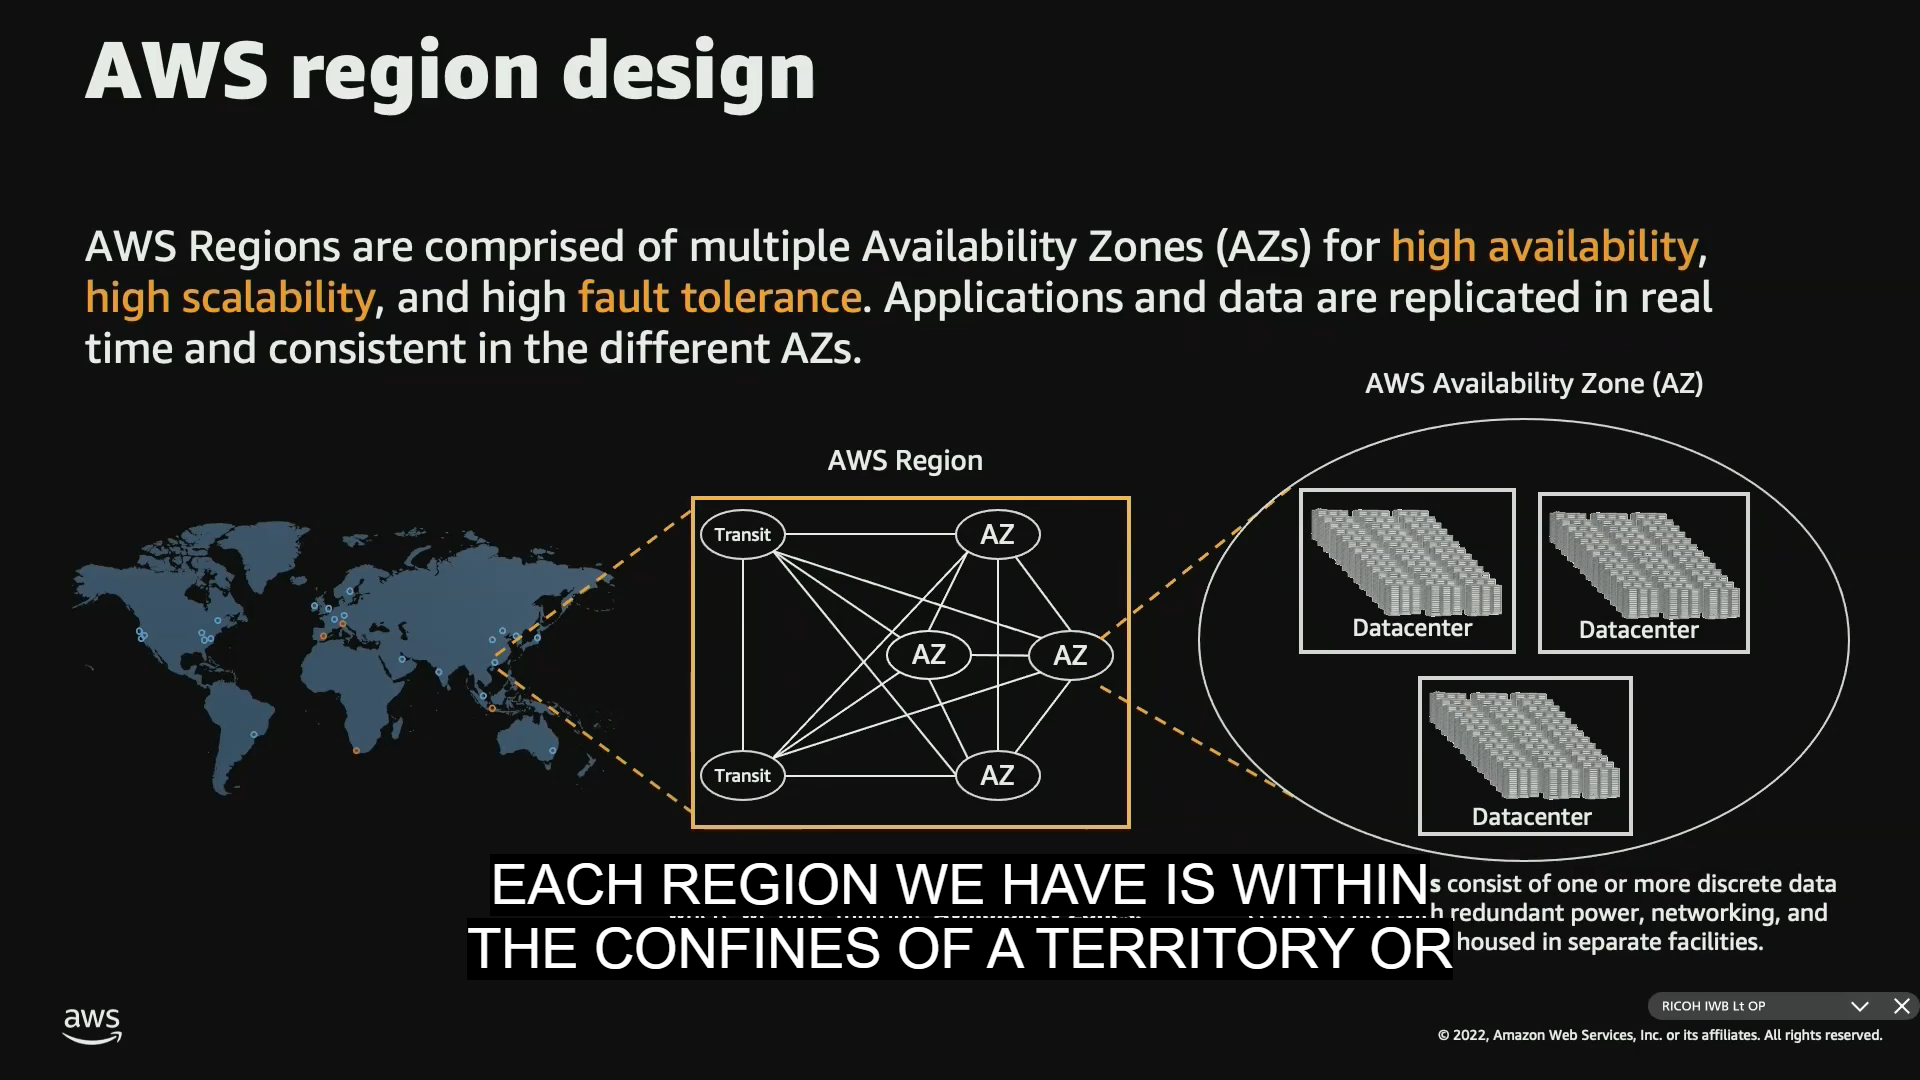 AWS region design
AWS Regions are comprised of multiple Availability Zones (AZs) for high availability,
high scalability, and high fault tolerance. Applications and data are replicated in real
time and consistent in the different AZs.
AWS Availability Zone (AZ)
AWS Region
Transit
AZ
AZ
AZ
Transit
AZ
Datacenter
Datacenter
Datacenter
EACH REGION WE HAVE IS WITHIN
THE CONFINES OF A TERRITORY OR
consist of one or more discrete data
redundant power, networking, and
housed in separate facilities.
aws
RICOH IWB Lt OP
© 2022, Amazon Web Services, Inc. or its affiliates. All rights reserved.